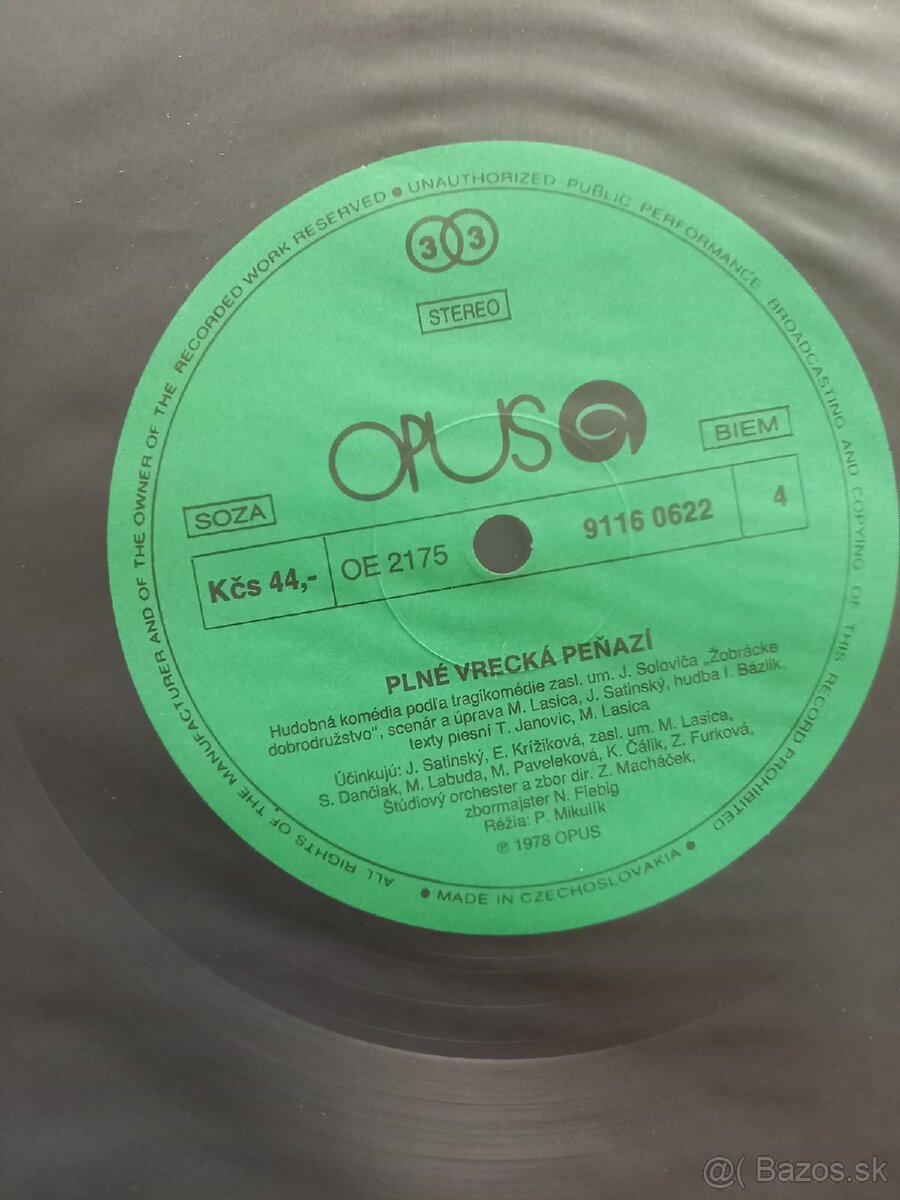 ALL RIGHTS OF THE MANUFACTURER AND OF THE OWNER OF THE RECORDED WORK RESERVED ● UNAUTHORIZED PUBLIC PERFORMANCE BROADCASTING AND COPYING OF THIS RECORD PROHIBITED
● MADE IN CZECHOSLOVAKIA ●
33
STEREO
OPUS
BIEM
SOZA
Kčs 44,- OE 2175 9116 0622 4
PLNÉ VRECKÁ PEŇAZÍ
Hudobná komédia podľa tragikomédie zasl. um. J. Soloviča „Žobrácke
dobrodružstvo", scenár a úprava M. Lasica, J. Satinský, hudba I. Bázlik,
texty piesní T. Janovic, M. Lasica
Účinkujú: J. Satinský, E. Krížiková, zasl. um. M. Lasica,
S. Dančiak, M. Labuda, M. Paveleková, K. Čálik, Z. Furková,
Štúdiový orchester a zbor dir. Z. Macháček,
zbormajster N. Fiebig
Réžia: P. Mikulík
℗ 1978 OPUS
@( Bazos.sk